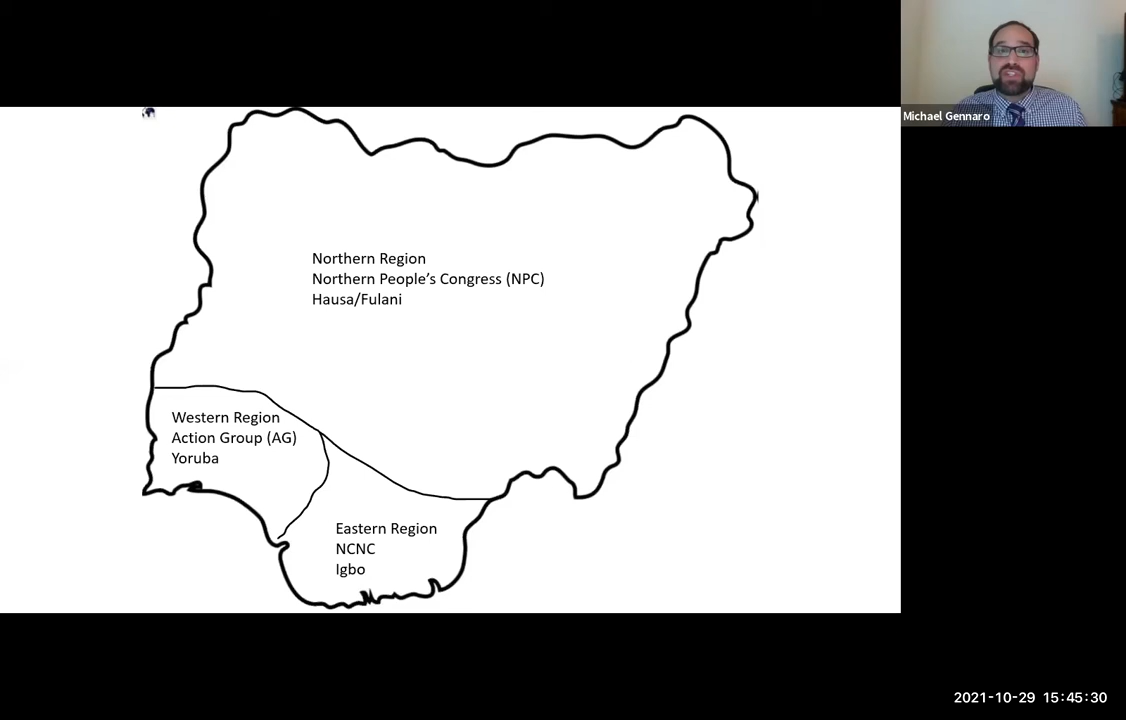 Michael Gennaro
Northern Region
Northern People’s Congress (NPC)
Hausa/Fulani
Western Region
Action Group (AG)
Yoruba
Eastern Region
NCNC
Igbo
2021-10-29 15:45:30